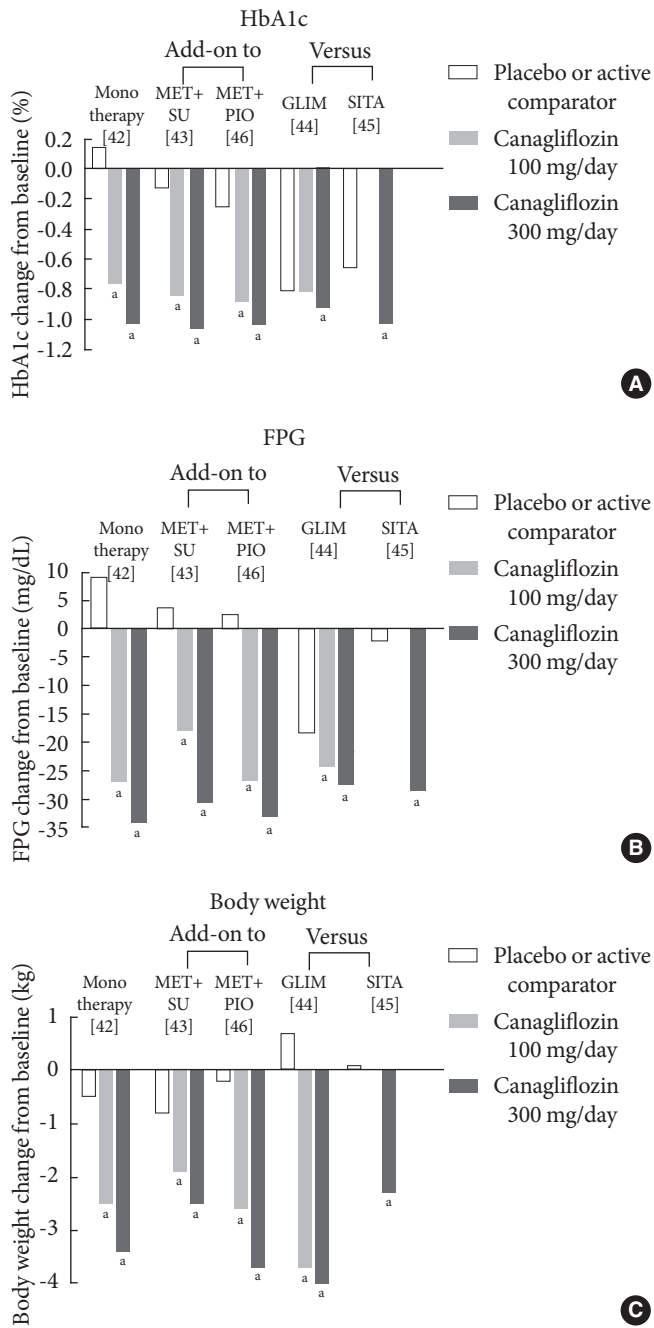 HbA1c
Add-on to
Versus
Mono
therapy
[42]
MET+
SU
[43]
MET+
PIO
[46]
GLIM
[44]
SITA
[45]
Placebo or active
comparator
Canagliflozin
100 mg/day
Canagliflozin
300 mg/day
HbA1c change from baseline (%)
0.2
0.0
-0.2
-0.4
-0.6
-0.8
-1.0
-1.2
a
a
a
a
a
a
a
a
A
FPG
Add-on to
Versus
Mono
therapy
[42]
MET+
SU
[43]
MET+
PIO
[46]
GLIM
[44]
SITA
[45]
Placebo or active
comparator
Canagliflozin
100 mg/day
Canagliflozin
300 mg/day
FPG change from baseline (mg/dL)
10
5
0
-5
-10
-15
-20
-25
-30
-35
a
a
a
a
a
a
a
a
a
B
Body weight
Add-on to
Versus
Mono
therapy
[42]
MET+
SU
[43]
MET+
PIO
[46]
GLIM
[44]
SITA
[45]
Placebo or active
comparator
Canagliflozin
100 mg/day
Canagliflozin
300 mg/day
Body weight change from baseline (kg)
1
0
-1
-2
-3
-4
a
a
a
a
a
a
a
a
a
C